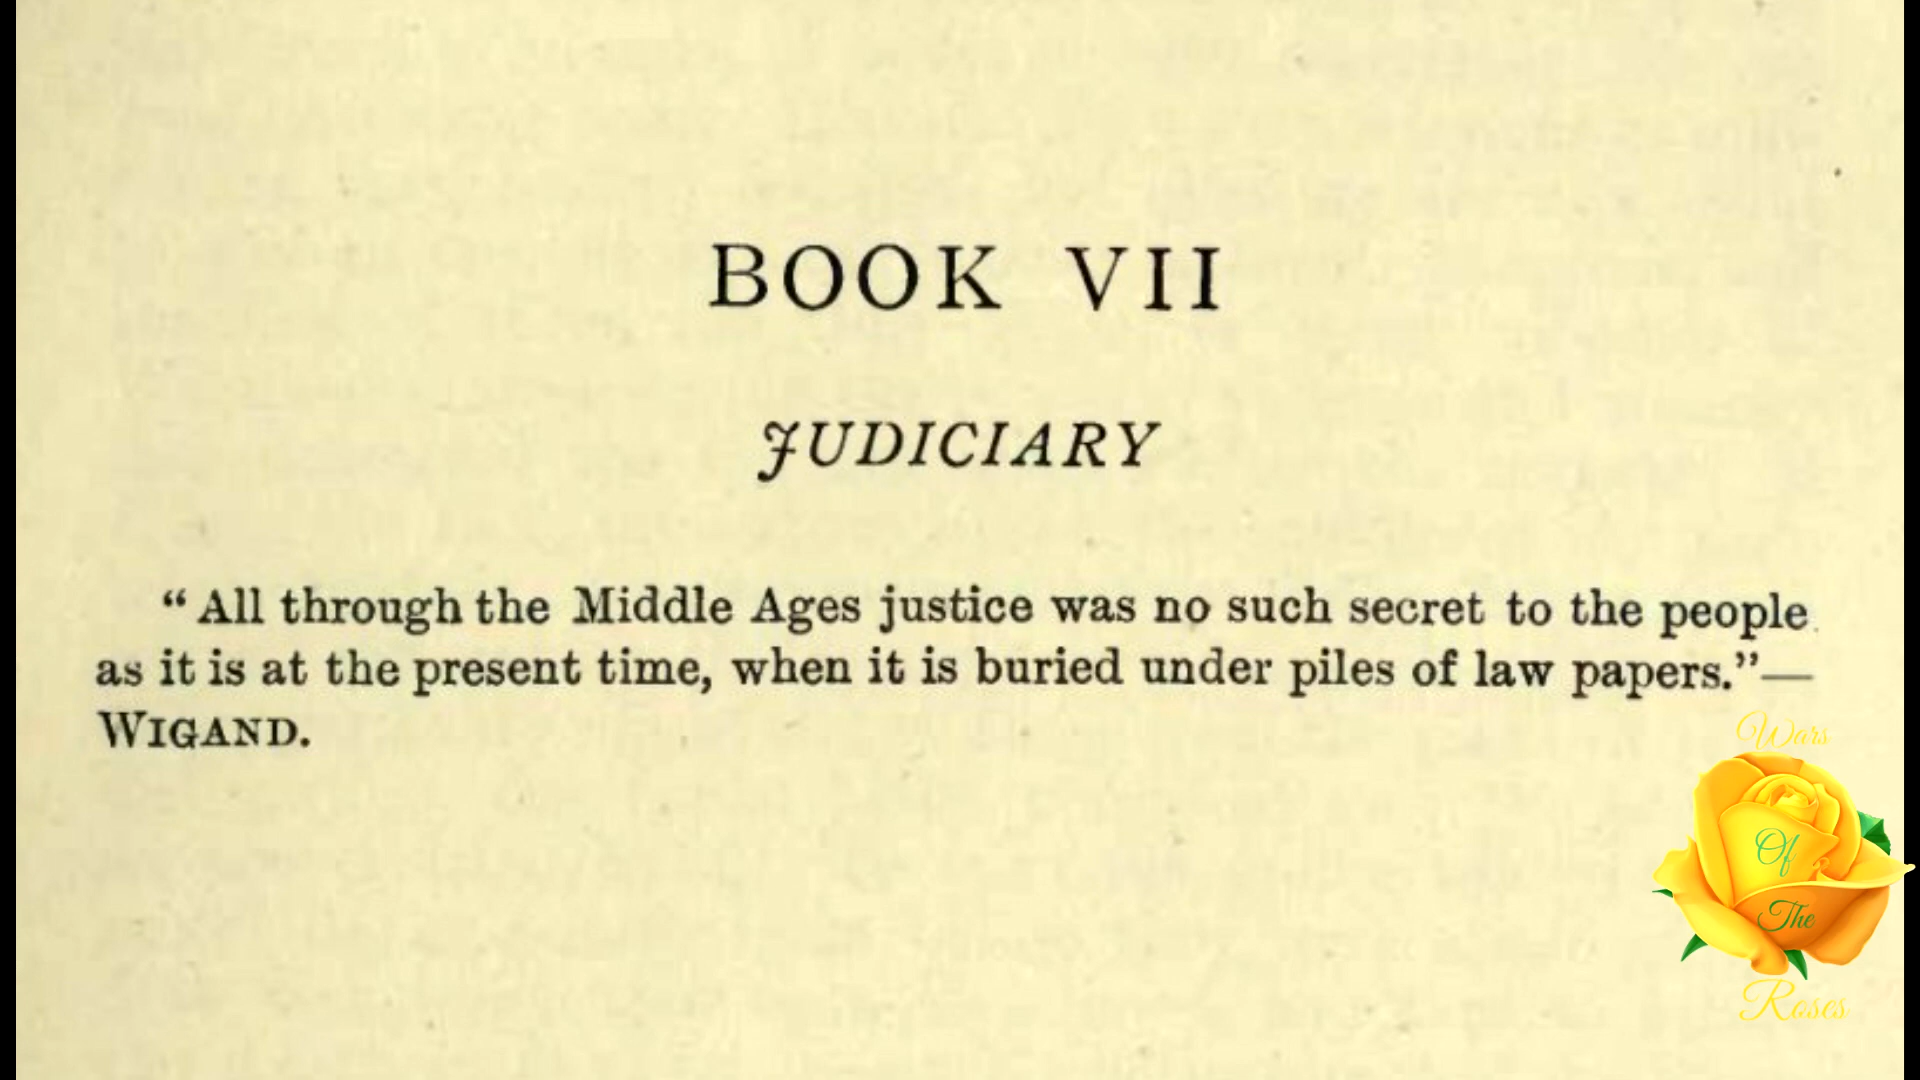 BOOK VII
JUDICIARY
“All through the Middle Ages justice was no such secret to the people
as it is at the present time, when it is buried under piles of law papers.”—
WIGAND.
Wars
Of
The
Roses